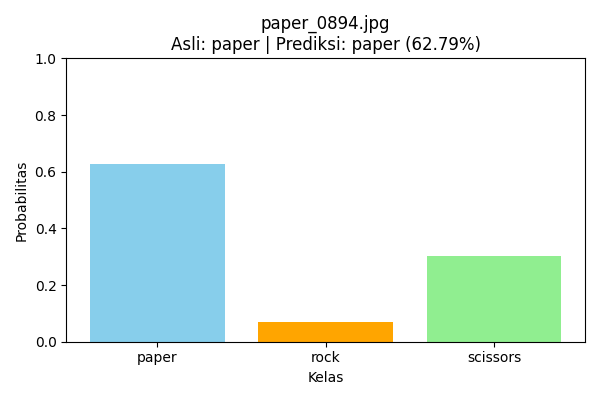 paper_0894.jpg
Asli: paper | Prediksi: paper (62.79%)
Probabilitas
1.0
0.8
0.6
0.4
0.2
0.0
paper rock scissors
Kelas